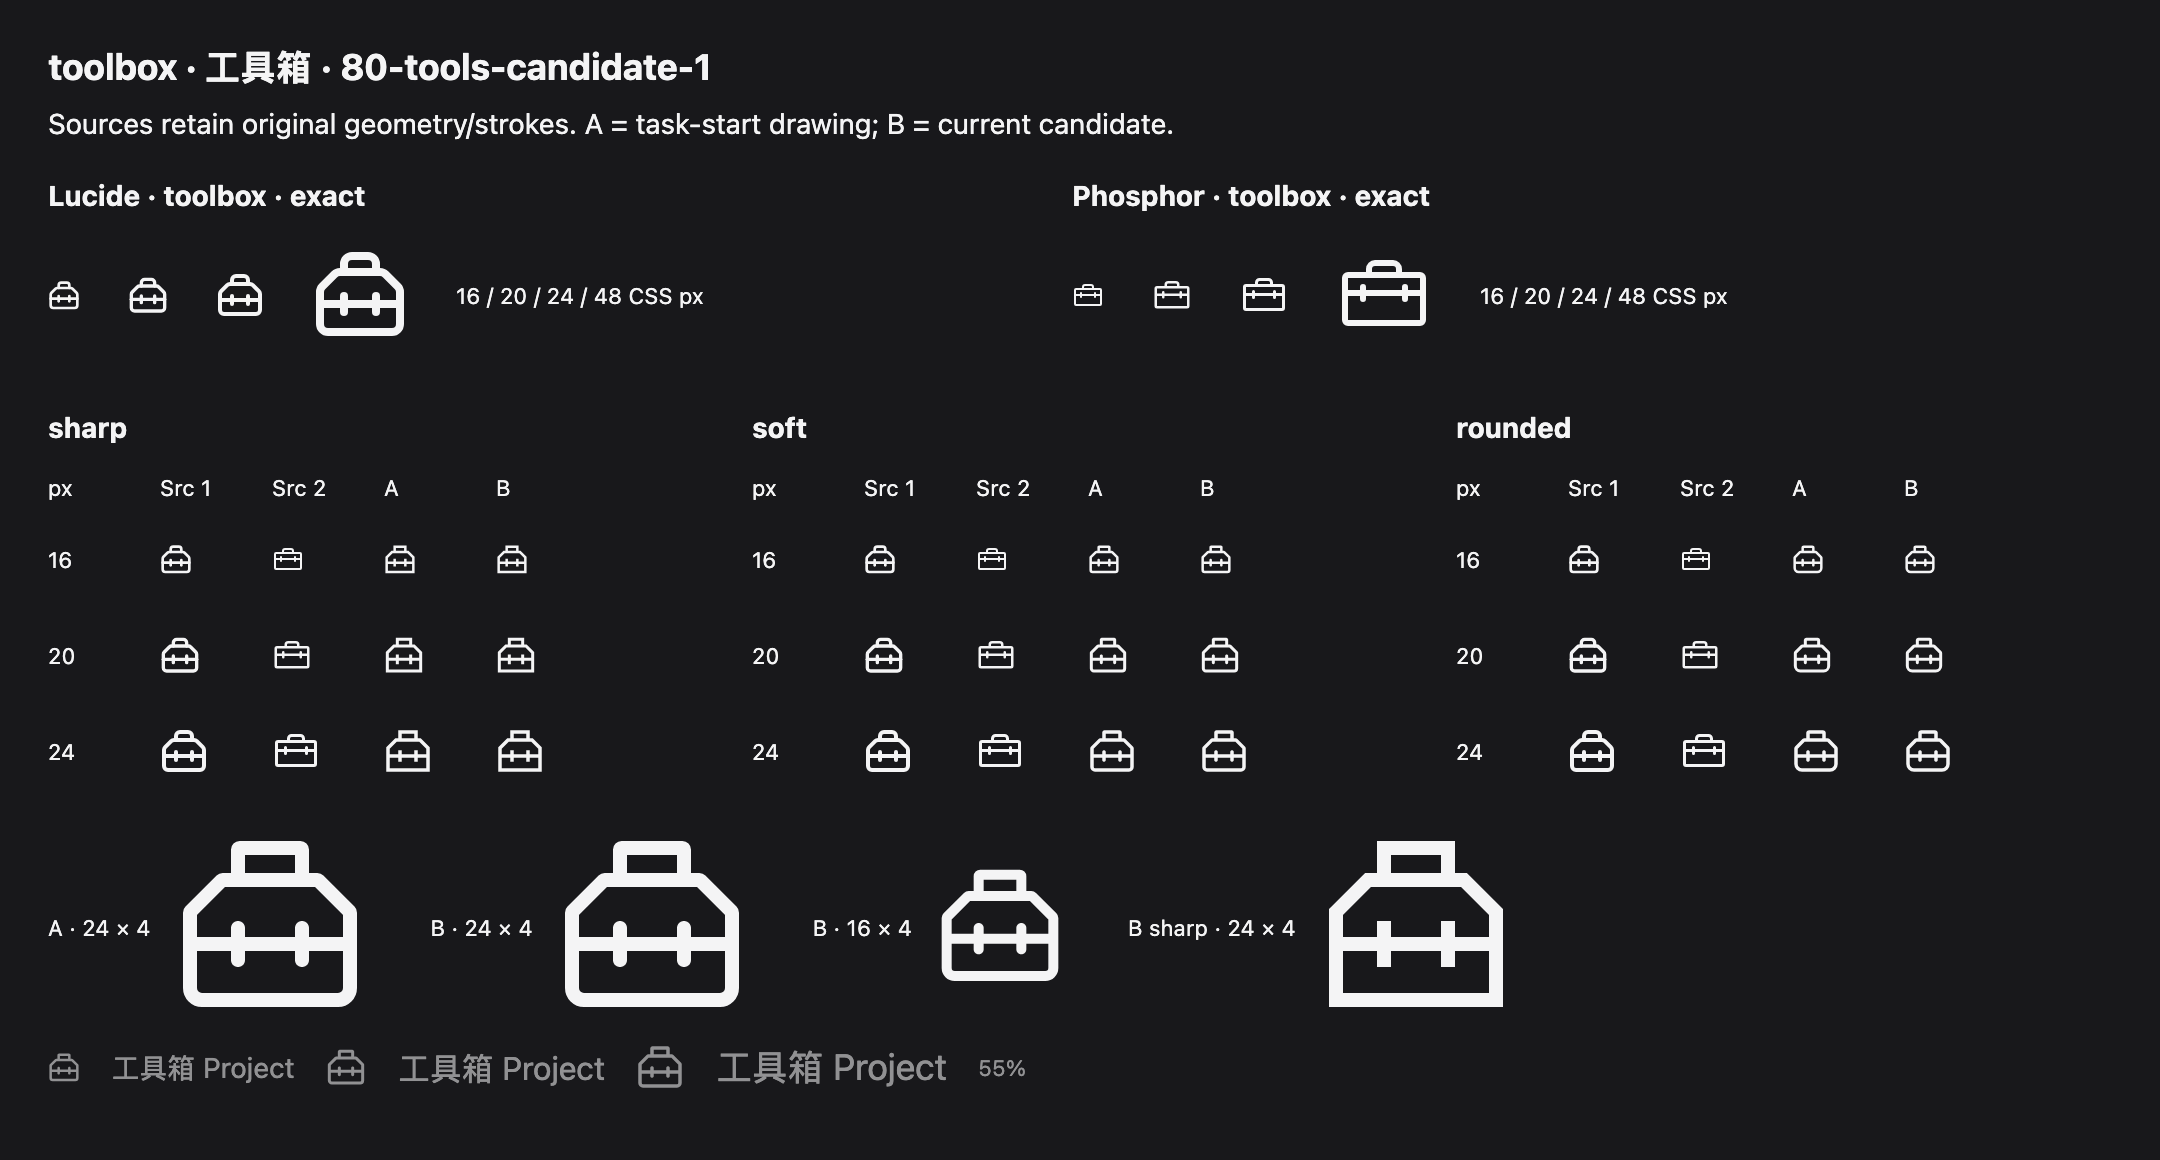 toolbox · 工具箱 · 80-tools-candidate-1
Sources retain original geometry/strokes. A = task-start drawing; B = current candidate.
Lucide · toolbox · exact
Phosphor · toolbox · exact
16 / 20 / 24 / 48 CSS px
16 / 20 / 24 / 48 CSS px
sharp
px Src 1 Src 2 A B
16
20
24
soft
px Src 1 Src 2 A B
16
20
24
rounded
px Src 1 Src 2 A B
16
20
24
A · 24 × 4
B · 24 × 4
B · 16 × 4
B sharp · 24 × 4
工具箱 Project
工具箱 Project
工具箱 Project
55%